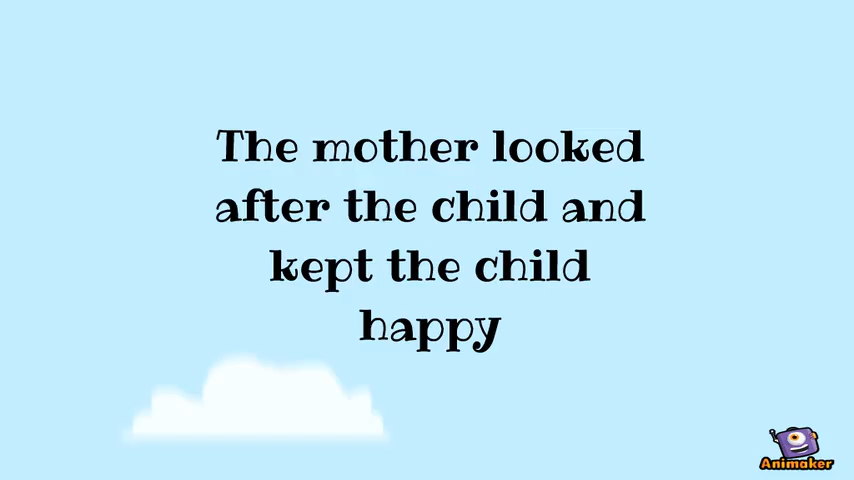 The mother looked
after the child and
kept the child
happy
Animaker